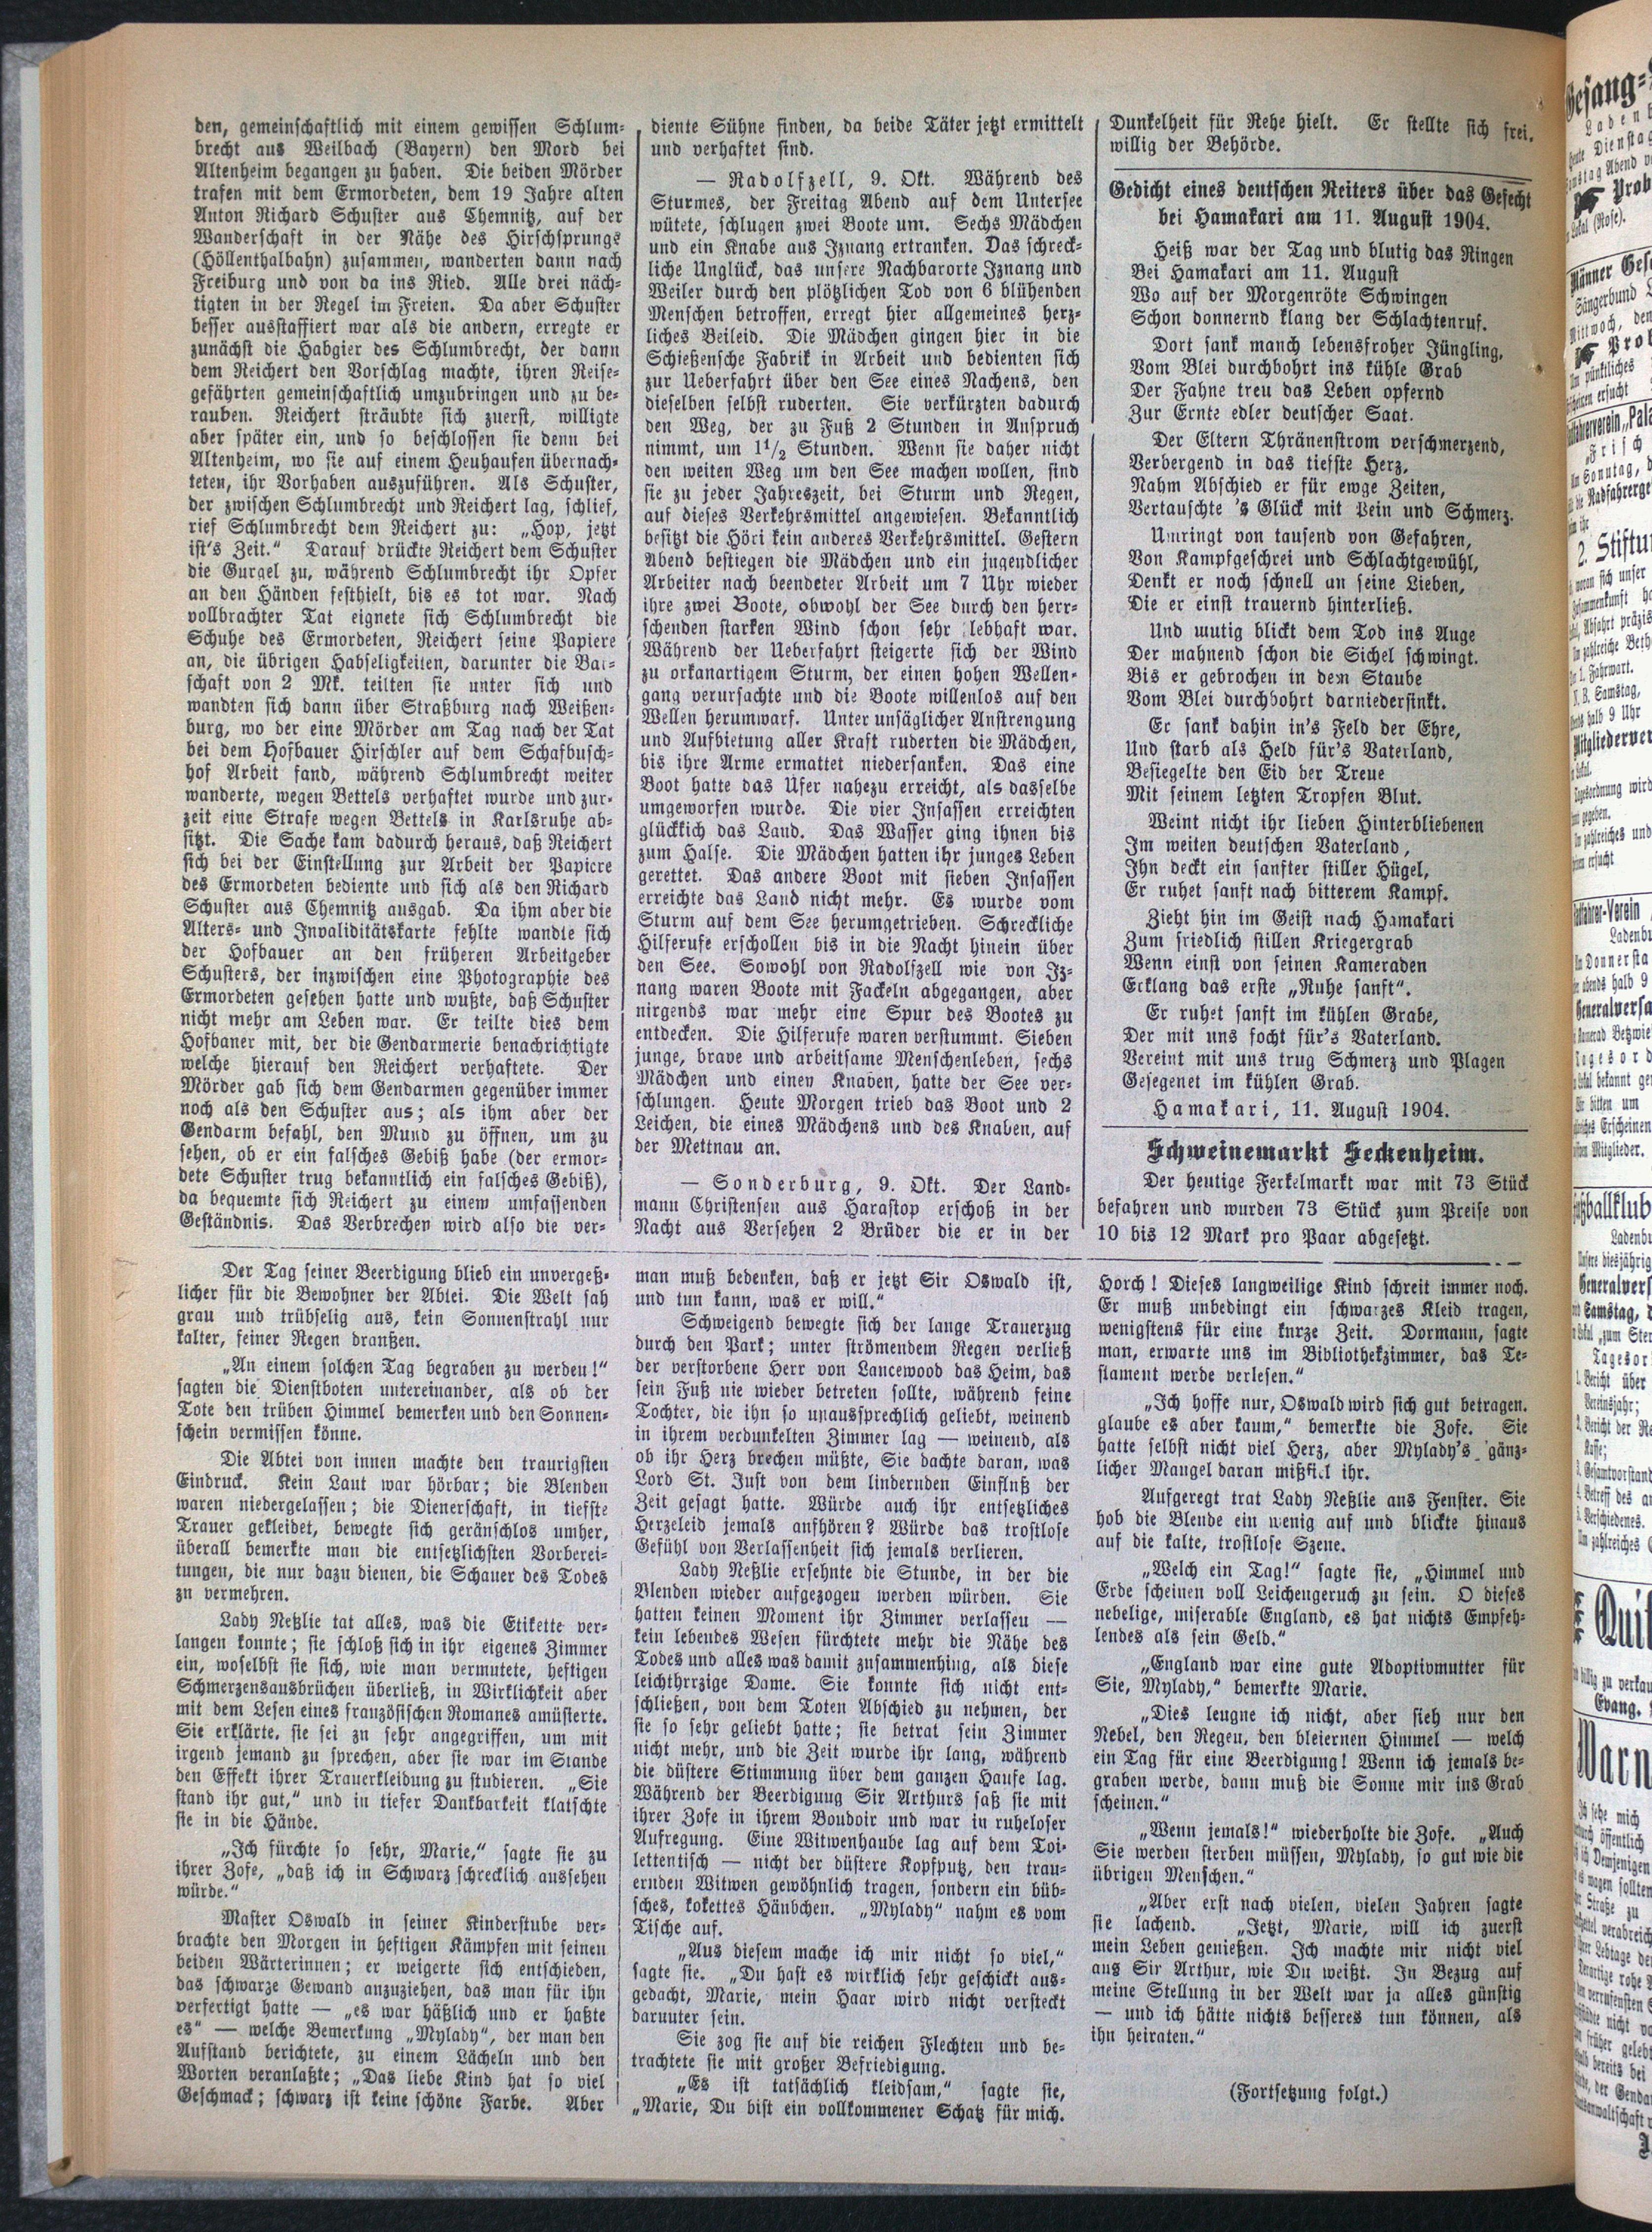 den, gemeinschaftlich mit einem gewissen Schlum-
brecht aus Weilbach (Bayern) den Mord bei
Altenheim begangen zu haben. Die beiden Mörder
trafen mit dem Ermordeten, dem 19 Jahre alten
Anton Richard Schuster aus Chemnitz, auf der
Wanderschaft in der Nähe des Hirschsprungs
(Höllenthalbahn) zusammen, wanderten dann nach
Freiburg und von da ins Ried. Alle drei näch-
tigten in der Regel im Freien. Da aber Schuster
besser ausstaffiert war als die andern, erregte er
zunächst die Habgier des Schlumbrecht, der dann
dem Reichert den Vorschlag machte, ihren Reise-
gefährten gemeinschaftlich umzubringen und zu be-
rauben. Reichert sträubte sich zuerst, willigte
aber später ein, und so beschlossen sie denn bei
Altenheim, wo sie auf einem Heuhaufen übernach-
teten, ihr Vorhaben auszuführen. Als Schuster,
der zwischen Schlumbrecht und Reichert lag, schlief,
rief Schlumbrecht dem Reichert zu: „Hop, jetzt
ist's Zeit.“ Darauf drückte Reichert dem Schuster
die Gurgel zu, während Schlumbrecht ihr Opfer
an den Händen festhielt, bis es tot war. Nach
vollbrachter Tat eignete sich Schlumbrecht die
Schuhe des Ermordeten, Reichert seine Papiere
an, die übrigen Habseligkeiten, darunter die Bar-
schaft von 2 Mk. teilten sie unter sich und
wandten sich dann über Straßburg nach Weißen-
burg, wo der eine Mörder am Tag nach der Tat
bei dem Hofbauer Hirschler auf dem Schafbusch-
hof Arbeit fand, während Schlumbrecht weiter
wanderte, wegen Bettels verhaftet wurde und zur-
zeit eine Strafe wegen Bettels in Karlsruhe ab-
sitzt. Die Sache kam dadurch heraus, daß Reichert
sich bei der Einstellung zur Arbeit der Papiere
des Ermordeten bediente und sich als den Richard
Schuster aus Chemnitz ausgab. Da ihm aber die
Alters- und Invaliditätskarte fehlte wandte sich
der Hofbauer an den früheren Arbeitgeber
Schusters, der inzwischen eine Photographie des
Ermordeten gesehen hatte und wußte, daß Schuster
nicht mehr am Leben war. Er teilte dies dem
Hofbaner mit, der die Gendarmerie benachrichtigte
welche hierauf den Reichert verhaftete. Der
Mörder gab sich dem Gendarmen gegenüber immer
noch als den Schuster aus; als ihm aber der
Gendarm befahl, den Mund zu öffnen, um zu
sehen, ob er ein falsches Gebiß habe (der ermor-
dete Schuster trug bekanntlich ein falsches Gebiß),
da bequemte sich Reichert zu einem umfassenden
Geständnis. Das Verbrechen wird also die ver-
diente Sühne finden, da beide Täter jetzt ermittelt
und verhaftet sind.
— Radolfzell, 9. Okt. Während des
Sturmes, der Freitag Abend auf dem Untersee
wütete, schlugen zwei Boote um. Sechs Mädchen
und ein Knabe aus Iznang ertranken. Das schreck-
liche Unglück, das unsere Nachbarorte Iznang und
Weiler durch den plötzlichen Tod von 6 blühenden
Menschen betroffen, erregt hier allgemeines herz-
liches Beileid. Die Mädchen gingen hier in die
Schießensche Fabrik in Arbeit und bedienten sich
zur Ueberfahrt über den See eines Nachens, den
dieselben selbst ruderten. Sie verkürzten dadurch
den Weg, der zu Fuß 2 Stunden in Anspruch
nimmt, um 1½ Stunden. Wenn sie daher nicht
den weiten Weg um den See machen wollen, sind
sie zu jeder Jahreszeit, bei Sturm und Regen,
auf dieses Verkehrsmittel angewiesen. Bekanntlich
besitzt die Höri kein anderes Verkehrsmittel. Gestern
Abend bestiegen die Mädchen und ein jugendlicher
Arbeiter nach beendeter Arbeit um 7 Uhr wieder
ihre zwei Boote, obwohl der See durch den herr-
schenden starken Wind schon sehr lebhaft war.
Während der Ueberfahrt steigerte sich der Wind
zu orkanartigem Sturm, der einen hohen Wellen-
gang verursachte und die Boote willenlos auf den
Wellen herumwarf. Unter unsäglicher Anstrengung
und Aufbietung aller Kraft ruderten die Mädchen,
bis ihre Arme ermattet niedersanken. Das eine
Boot hatte das Ufer nahezu erreicht, als dasselbe
umgeworfen wurde. Die vier Insassen erreichten
glücklich das Land. Das Wasser ging ihnen bis
zum Halse. Die Mädchen hatten ihr junges Leben
gerettet. Das andere Boot mit sieben Insassen
erreichte das Land nicht mehr. Es wurde vom
Sturm auf dem See herumgetrieben. Schreckliche
Hilferufe erschollen bis in die Nacht hinein über
den See. Sowohl von Radolfzell wie von Iz-
nang waren Boote mit Fackeln abgegangen, aber
nirgends war mehr eine Spur des Bootes zu
entdecken. Die Hilferufe waren verstummt. Sieben
junge, brave und arbeitsame Menschenleben, sechs
Mädchen und einen Knaben, hatte der See ver-
schlungen. Heute Morgen trieb das Boot und 2
Leichen, die eines Mädchens und des Knaben, auf
der Mettnau an.
— Sonderburg, 9. Okt. Der Land-
mann Christensen aus Harastop erschoß in der
Nacht aus Versehen 2 Brüder die er in der
Dunkelheit für Rehe hielt. Er stellte sich frei-
willig der Behörde.
Gedicht eines deutschen Reiters über das Gefecht
bei Hamakari am 11. August 1904.
Heiß war der Tag und blutig das Ringen
Bei Hamakari am 11. August
Wo auf der Morgenröte Schwingen
Schon donnernd klang der Schlachtenruf.
Dort sank manch lebensfroher Jüngling,
Vom Blei durchbohrt ins kühle Grab
Der Fahne treu das Leben opfernd
Zur Ernte edler deutscher Saat.
Der Eltern Thränenstrom verschmerzend,
Verbergend in das tiefste Herz,
Nahm Abschied er für ewge Zeiten,
Vertauschte 's Glück mit Pein und Schmerz.
Umringt von tausend von Gefahren,
Von Kampfgeschrei und Schlachtgewühl,
Denkt er noch schnell an seine Lieben,
Die er einst trauernd hinterließ.
Und mutig blickt dem Tod ins Auge
Der mahnend schon die Sichel schwingt.
Bis er gebrochen in dem Staube
Vom Blei durchbohrt darniedersinkt.
Er sank dahin in's Feld der Ehre,
Und starb als Held für's Vaterland,
Besiegelte den Eid der Treue
Mit seinem letzten Tropfen Blut.
Weint nicht ihr lieben Hinterbliebenen
Im weiten deutschen Vaterland,
Ihn deckt ein sanfter stiller Hügel,
Er ruhet sanft nach bitterem Kampf.
Zieht hin im Geist nach Hamakari
Zum friedlich stillen Kriegergrab
Wenn einst von seinen Kameraden
Erklang das erste „Ruhe sanft“.
Er ruhet sanft im kühlen Grabe,
Der mit uns focht für's Vaterland.
Vereint mit uns trug Schmerz und Plagen
Gesegenet im kühlen Grab.
Hamakari, 11. August 1904.
Schweinemarkt Seckenheim.
Der heutige Ferkelmarkt war mit 73 Stück
befahren und wurden 73 Stück zum Preise von
10 bis 12 Mark pro Paar abgesetzt.
Der Tag seiner Beerdigung blieb ein unvergeß-
licher für die Bewohner der Abtei. Die Welt sah
grau und trübselig aus, kein Sonnenstrahl nur
kalter, feiner Regen draußen.
„An einem solchen Tag begraben zu werden!“
sagten die Dienstboten untereinander, als ob der
Tote den trüben Himmel bemerken und den Sonnen-
schein vermissen könne.
Die Abtei von innen machte den traurigsten
Eindruck. Kein Laut war hörbar; die Blenden
waren niedergelassen; die Dienerschaft, in tiefste
Trauer gekleidet, bewegte sich geräuschlos umher,
überall bemerkte man die entsetzlichsten Vorberei-
tungen, die nur dazu dienen, die Schauer des Todes
zu vermehren.
Lady Neßlie tat alles, was die Etikette ver-
langen konnte; sie schloß sich in ihr eigenes Zimmer
ein, woselbst sie sich, wie man vermutete, heftigen
Schmerzensausbrüchen überließ, in Wirklichkeit aber
mit dem Lesen eines französischen Romanes amüsierte.
Sie erklärte, sie sei zu sehr angegriffen, um mit
irgend jemand zu sprechen, aber sie war im Stande
den Effekt ihrer Trauerkleidung zu studieren. „Sie
stand ihr gut,“ und in tiefer Dankbarkeit klatschte
sie in die Hände.
„Ich fürchte so sehr, Marie,“ sagte sie zu
ihrer Zofe, „daß ich in Schwarz schrecklich aussehen
würde.“
Master Oswald in seiner Kinderstube ver-
brachte den Morgen in heftigen Kämpfen mit seinen
beiden Wärterinnen; er weigerte sich entschieden,
das schwarze Gewand anzuziehen, das man für ihn
verfertigt hatte — „es war häßlich und er haßte
es“ — welche Bemerkung „Mylady“, der man den
Aufstand berichtete, zu einem Lächeln und den
Worten veranlaßte; „Das liebe Kind hat so viel
Geschmack; schwarz ist keine schöne Farbe. Aber
man muß bedenken, daß er jetzt Sir Oswald ist,
und tun kann, was er will.“
Schweigend bewegte sich der lange Trauerzug
durch den Park; unter strömendem Regen verließ
der verstorbene Herr von Lancewood das Heim, das
sein Fuß nie wieder betreten sollte, während seine
Tochter, die ihn so unaussprechlich geliebt, weinend
in ihrem verdunkelten Zimmer lag — weinend, als
ob ihr Herz brechen müßte, Sie dachte daran, was
Lord St. Just von dem lindernden Einfluß der
Zeit gesagt hatte. Würde auch ihr entsetzliches
Herzeleid jemals aufhören? Würde das trostlose
Gefühl von Verlassenheit sich jemals verlieren.
Lady Neßlie ersehnte die Stunde, in der die
Blenden wieder aufgezogen werden würden. Sie
hatten keinen Moment ihr Zimmer verlassen —
kein lebendes Wesen fürchtete mehr die Nähe des
Todes und alles was damit zusammenhing, als diese
leichthrrzige Dame. Sie konnte sich nicht ent-
schließen, von dem Toten Abschied zu nehmen, der
sie so sehr geliebt hatte; sie betrat sein Zimmer
nicht mehr, und die Zeit wurde ihr lang, während
die düstere Stimmung über dem ganzen Hause lag.
Während der Beerdigung Sir Arthurs saß sie mit
ihrer Zofe in ihrem Boudoir und war in ruheloser
Aufregung. Eine Witwenhaube lag auf dem Toi-
lettentisch — nicht der düstere Kopfputz, den trau-
ernden Witwen gewöhnlich tragen, sondern ein hüb-
sches, kokettes Häubchen. „Mylady“ nahm es vom
Tische auf.
„Aus diesem mache ich mir nicht so viel,“
sagte sie. „Du hast es wirklich sehr geschickt aus-
gedacht, Marie, mein Haar wird nicht versteckt
darunter sein.
Sie zog sie auf die reichen Flechten und be-
trachtete sie mit großer Befriedigung.
„Es ist tatsächlich kleidsam,“ sagte sie,
„Marie, Du bist ein vollkommener Schatz für mich.
Horch! Dieses langweilige Kind schreit immer noch.
Er muß unbedingt ein schwarzes Kleid tragen,
wenigstens für eine kurze Zeit. Dormann, sagte
man, erwarte uns im Bibliothekzimmer, das Te-
stament werde verlesen.“
„Ich hoffe nur, Oswald wird sich gut betragen.
glaube es aber kaum,“ bemerkte die Zofe. Sie
hatte selbst nicht viel Herz, aber Mylady's gänz-
licher Mangel daran mißfiel ihr.
Aufgeregt trat Lady Neßlie ans Fenster. Sie
hob die Blende ein wenig auf und blickte hinaus
auf die kalte, trostlose Szene.
„Welch ein Tag!“ sagte sie, „Himmel und
Erde scheinen voll Leichengeruch zu sein. O dieses
nebelige, miserable England, es hat nichts Empfeh-
lendes als sein Geld.“
„England war eine gute Adoptivmutter für
Sie, Mylady,“ bemerkte Marie.
„Dies leugne ich nicht, aber sieh nur den
Nebel, den Regen, den bleiernen Himmel — welch
ein Tag für eine Beerdigung! Wenn ich jemals be-
graben werde, dann muß die Sonne mir ins Grab
scheinen.“
„Wenn jemals!“ wiederholte die Zofe. „Auch
Sie werden sterben müssen, Mylady, so gut wie die
übrigen Menschen.“
„Aber erst nach vielen, vielen Jahren sagte
sie lachend. „Jetzt, Marie, will ich zuerst
mein Leben genießen. Ich machte mir nicht viel
aus Sir Arthur, wie Du weißt. In Bezug auf
meine Stellung in der Welt war ja alles günstig
— und ich hätte nichts besseres tun können, als
ihn heiraten.“
(Fortsetzung folgt.)